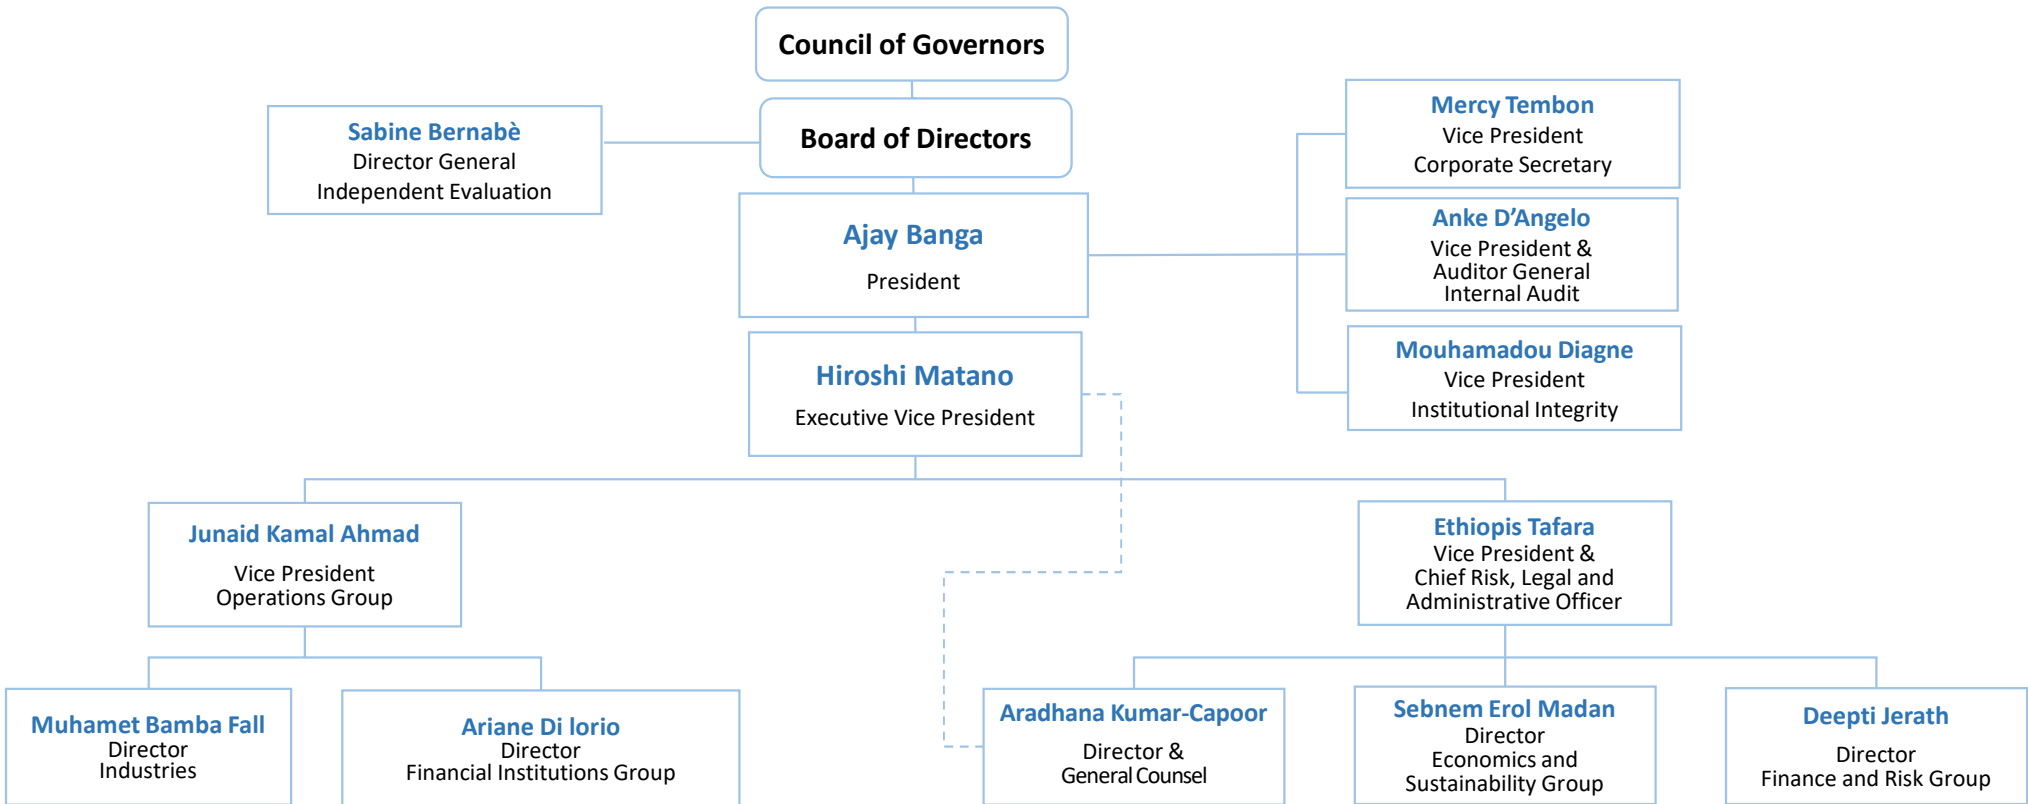 Council of Governors
Board of Directors
Sabine Bernabè
Director General
Independent Evaluation
Mercy Tembon
Vice President
Corporate Secretary
Ajay Banga
President
Anke D’Angelo
Vice President &
Auditor General
Internal Audit
Hiroshi Matano
Executive Vice President
Mouhamadou Diagne
Vice President
Institutional Integrity
Junaid Kamal Ahmad
Vice President
Operations Group
Ethiopis Tafara
Vice President &
Chief Risk, Legal and
Administrative Officer
Muhamet Bamba Fall
Director
Industries
Ariane Di lorio
Director
Financial Institutions Group
Aradhana Kumar-Capoor
Director &
General Counsel
Sebnem Erol Madan
Director
Economics and
Sustainability Group
Deepti Jerath
Director
Finance and Risk Group